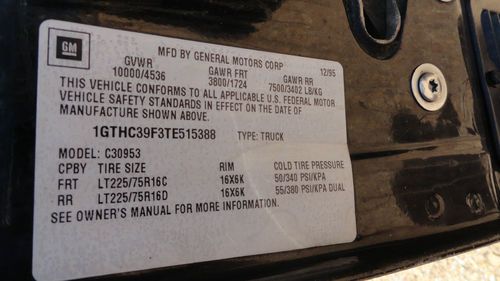 GM
MFD BY GENERAL MOTORS CORP 12/95
GVWR GAWR FRT GAWR RR
10000/4536 3800/1724 7500/3402 LB/KG
THIS VEHICLE CONFORMS TO ALL APPLICABLE U.S. FEDERAL MOTOR
VEHICLE SAFETY STANDARDS IN EFFECT ON THE DATE OF
MANUFACTURE SHOWN ABOVE.
1GTHC39F3TE515388 TYPE: TRUCK
MODEL: C30953
CPBY TIRE SIZE RIM COLD TIRE PRESSURE
FRT LT225/75R16C 16X6K 50/340 PSI/KPA
RR LT225/75R16D 16X6K 55/380 PSI/KPA DUAL
SEE OWNER'S MANUAL FOR MORE INFORMATION.